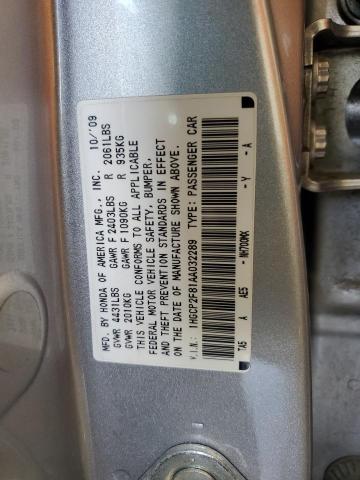 MFD. BY HONDA OF AMERICA MFG., INC. 10/'09
GVWR 4431LBS GAWR F 2403LBS R 2061LBS
GVWR 2010KG GAWR F 1090KG R 935KG
THIS VEHICLE CONFORMS TO ALL APPLICABLE
FEDERAL MOTOR VEHICLE SAFETY, BUMPER,
AND THEFT PREVENTION STANDARDS IN EFFECT
ON THE DATE OF MANUFACTURE SHOWN ABOVE.
V.I.N.: 1HGCP2F81AA032289 TYPE: PASSENGER CAR
TA5 A AE5 - NH700MX - Y - A